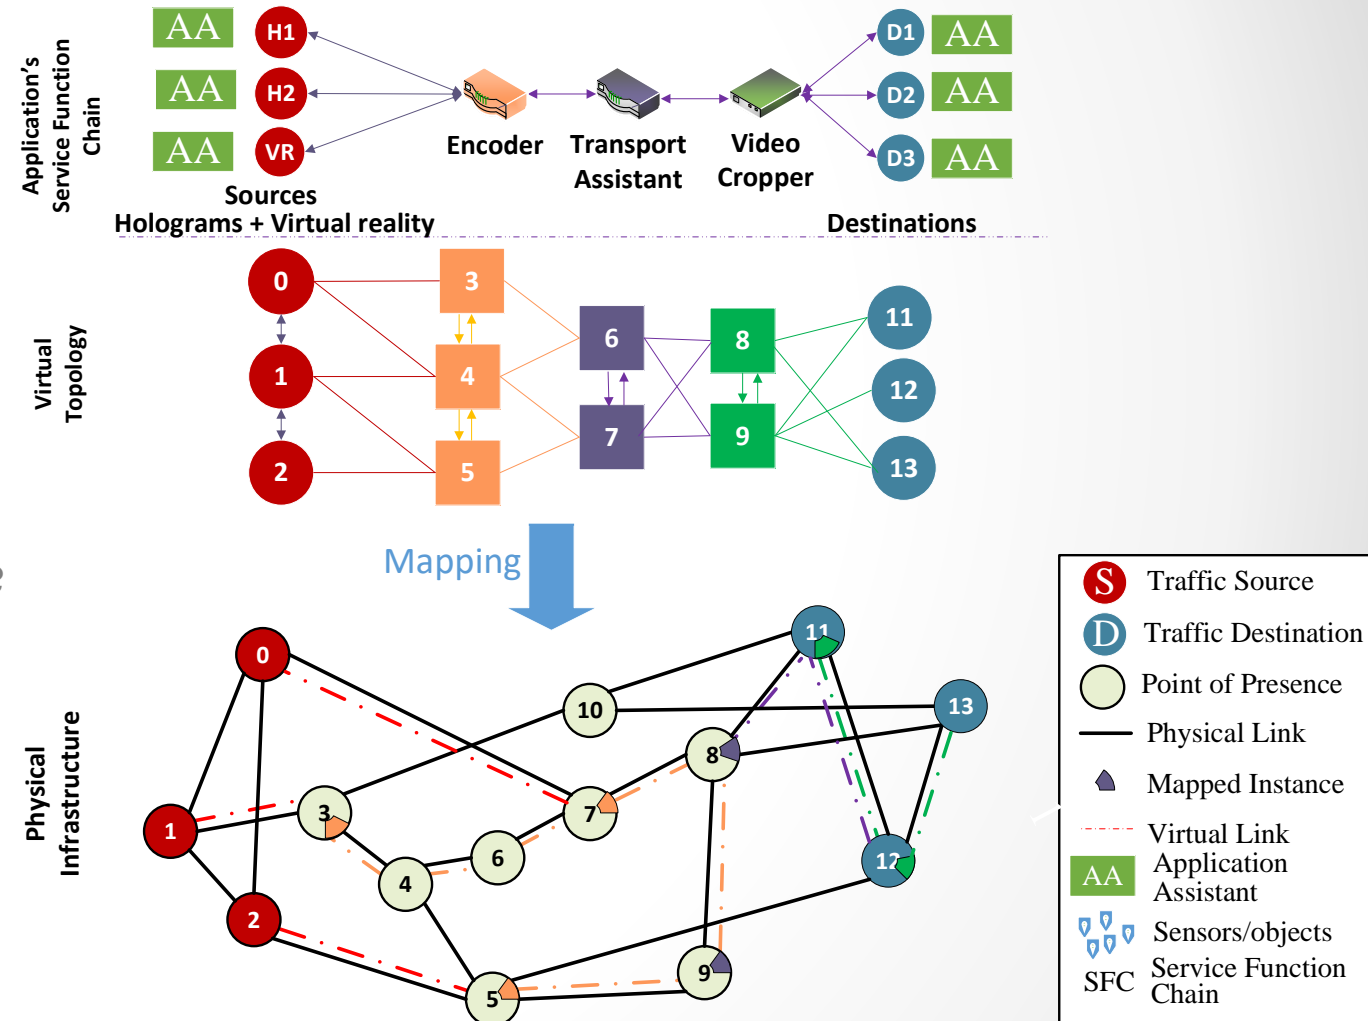 Application's
Service Function
Chain
AA
H1
AA
H2
AA
VR
Encoder
Transport
Assistant
Video
Cropper
D1
AA
D2
AA
D3
AA
Sources
Holograms + Virtual reality
Destinations
Virtual
Topology
0
1
2
3
4
5
6
7
8
9
11
12
13
Mapping
Physical
Infrastructure
0
1
2
3
4
5
6
7
8
9
10
11
12
13
S Traffic Source
D Traffic Destination
Point of Presence
Physical Link
Mapped Instance
Virtual Link
AA Application
Assistant
Sensors/objects
SFC Service Function
Chain